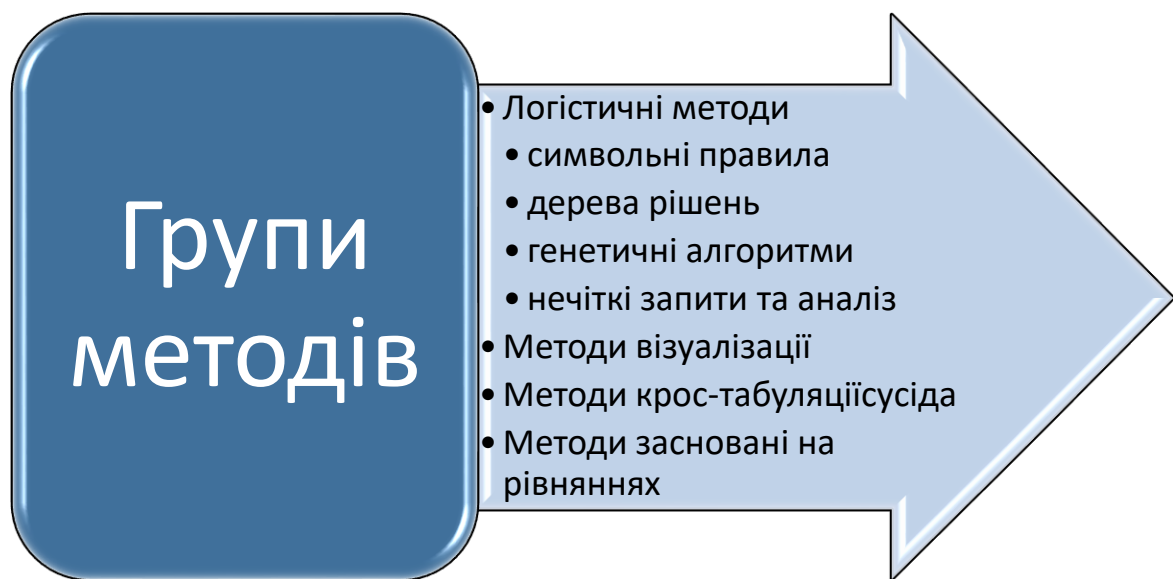 Групи
методів
• Логістичні методи
• символьні правила
• дерева рішень
• генетичні алгоритми
• нечіткі запити та аналіз
• Методи візуалізації
• Методи крос-табуляціїсусіда
• Методи засновані на
рівняннях